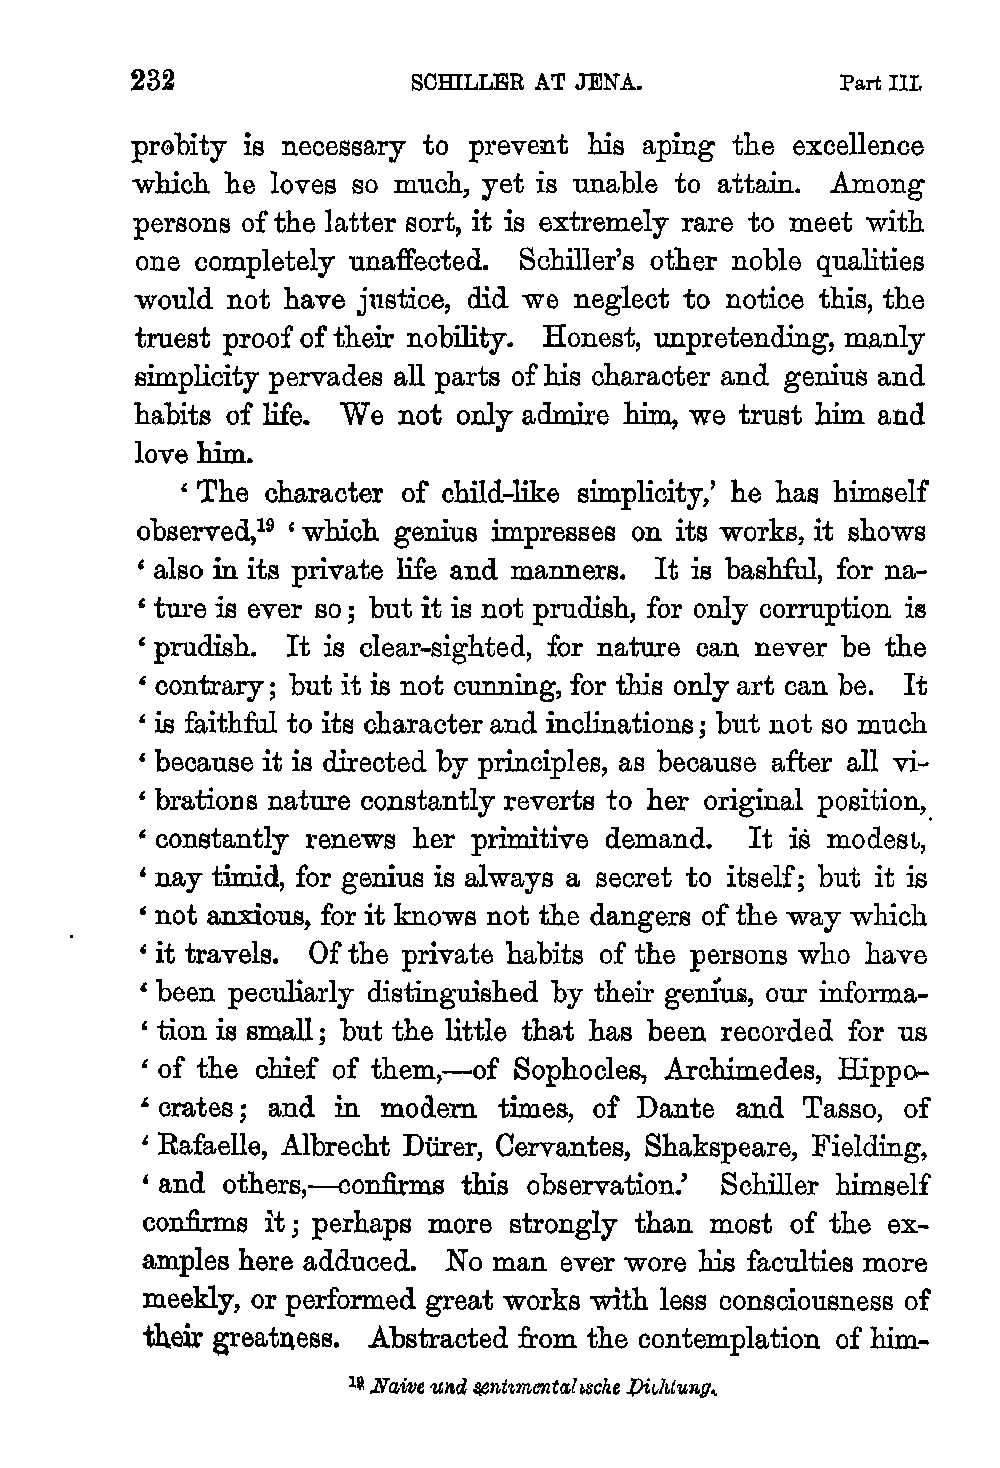 232 SCHILLER AT JENA. Part III.
probity is necessary to prevent his aping the excellence
which he loves so much, yet is unable to attain. Among
persons of the latter sort, it is extremely rare to meet with
one completely unaffected. Schiller's other noble qualities
would not have justice, did we neglect to notice this, the
truest proof of their nobility. Honest, unpretending, manly
simplicity pervades all parts of his character and genius and
habits of life. We not only admire him, we trust him and
love him.
‘ The character of child-like simplicity,’ he has himself
observed,¹⁹ ‘ which genius impresses on its works, it shows
‘ also in its private life and manners. It is bashful, for na-
‘ ture is ever so; but it is not prudish, for only corruption is
‘ prudish. It is clear-sighted, for nature can never be the
‘ contrary; but it is not cunning, for this only art can be. It
‘ is faithful to its character and inclinations; but not so much
‘ because it is directed by principles, as because after all vi-
‘ brations nature constantly reverts to her original position,
‘ constantly renews her primitive demand. It is modest,
‘ nay timid, for genius is always a secret to itself; but it is
‘ not anxious, for it knows not the dangers of the way which
‘ it travels. Of the private habits of the persons who have
‘ been peculiarly distinguished by their genius, our informa-
‘ tion is small; but the little that has been recorded for us
‘ of the chief of them,—of Sophocles, Archimedes, Hippo-
‘ crates; and in modern times, of Dante and Tasso, of
‘ Rafaelle, Albrecht Dürer, Cervantes, Shakspeare, Fielding,
‘ and others,—confirms this observation.’ Schiller himself
confirms it; perhaps more strongly than most of the ex-
amples here adduced. No man ever wore his faculties more
meekly, or performed great works with less consciousness of
their greatness. Abstracted from the contemplation of him-
¹⁹ Naive und sentimentalische Dichtung.